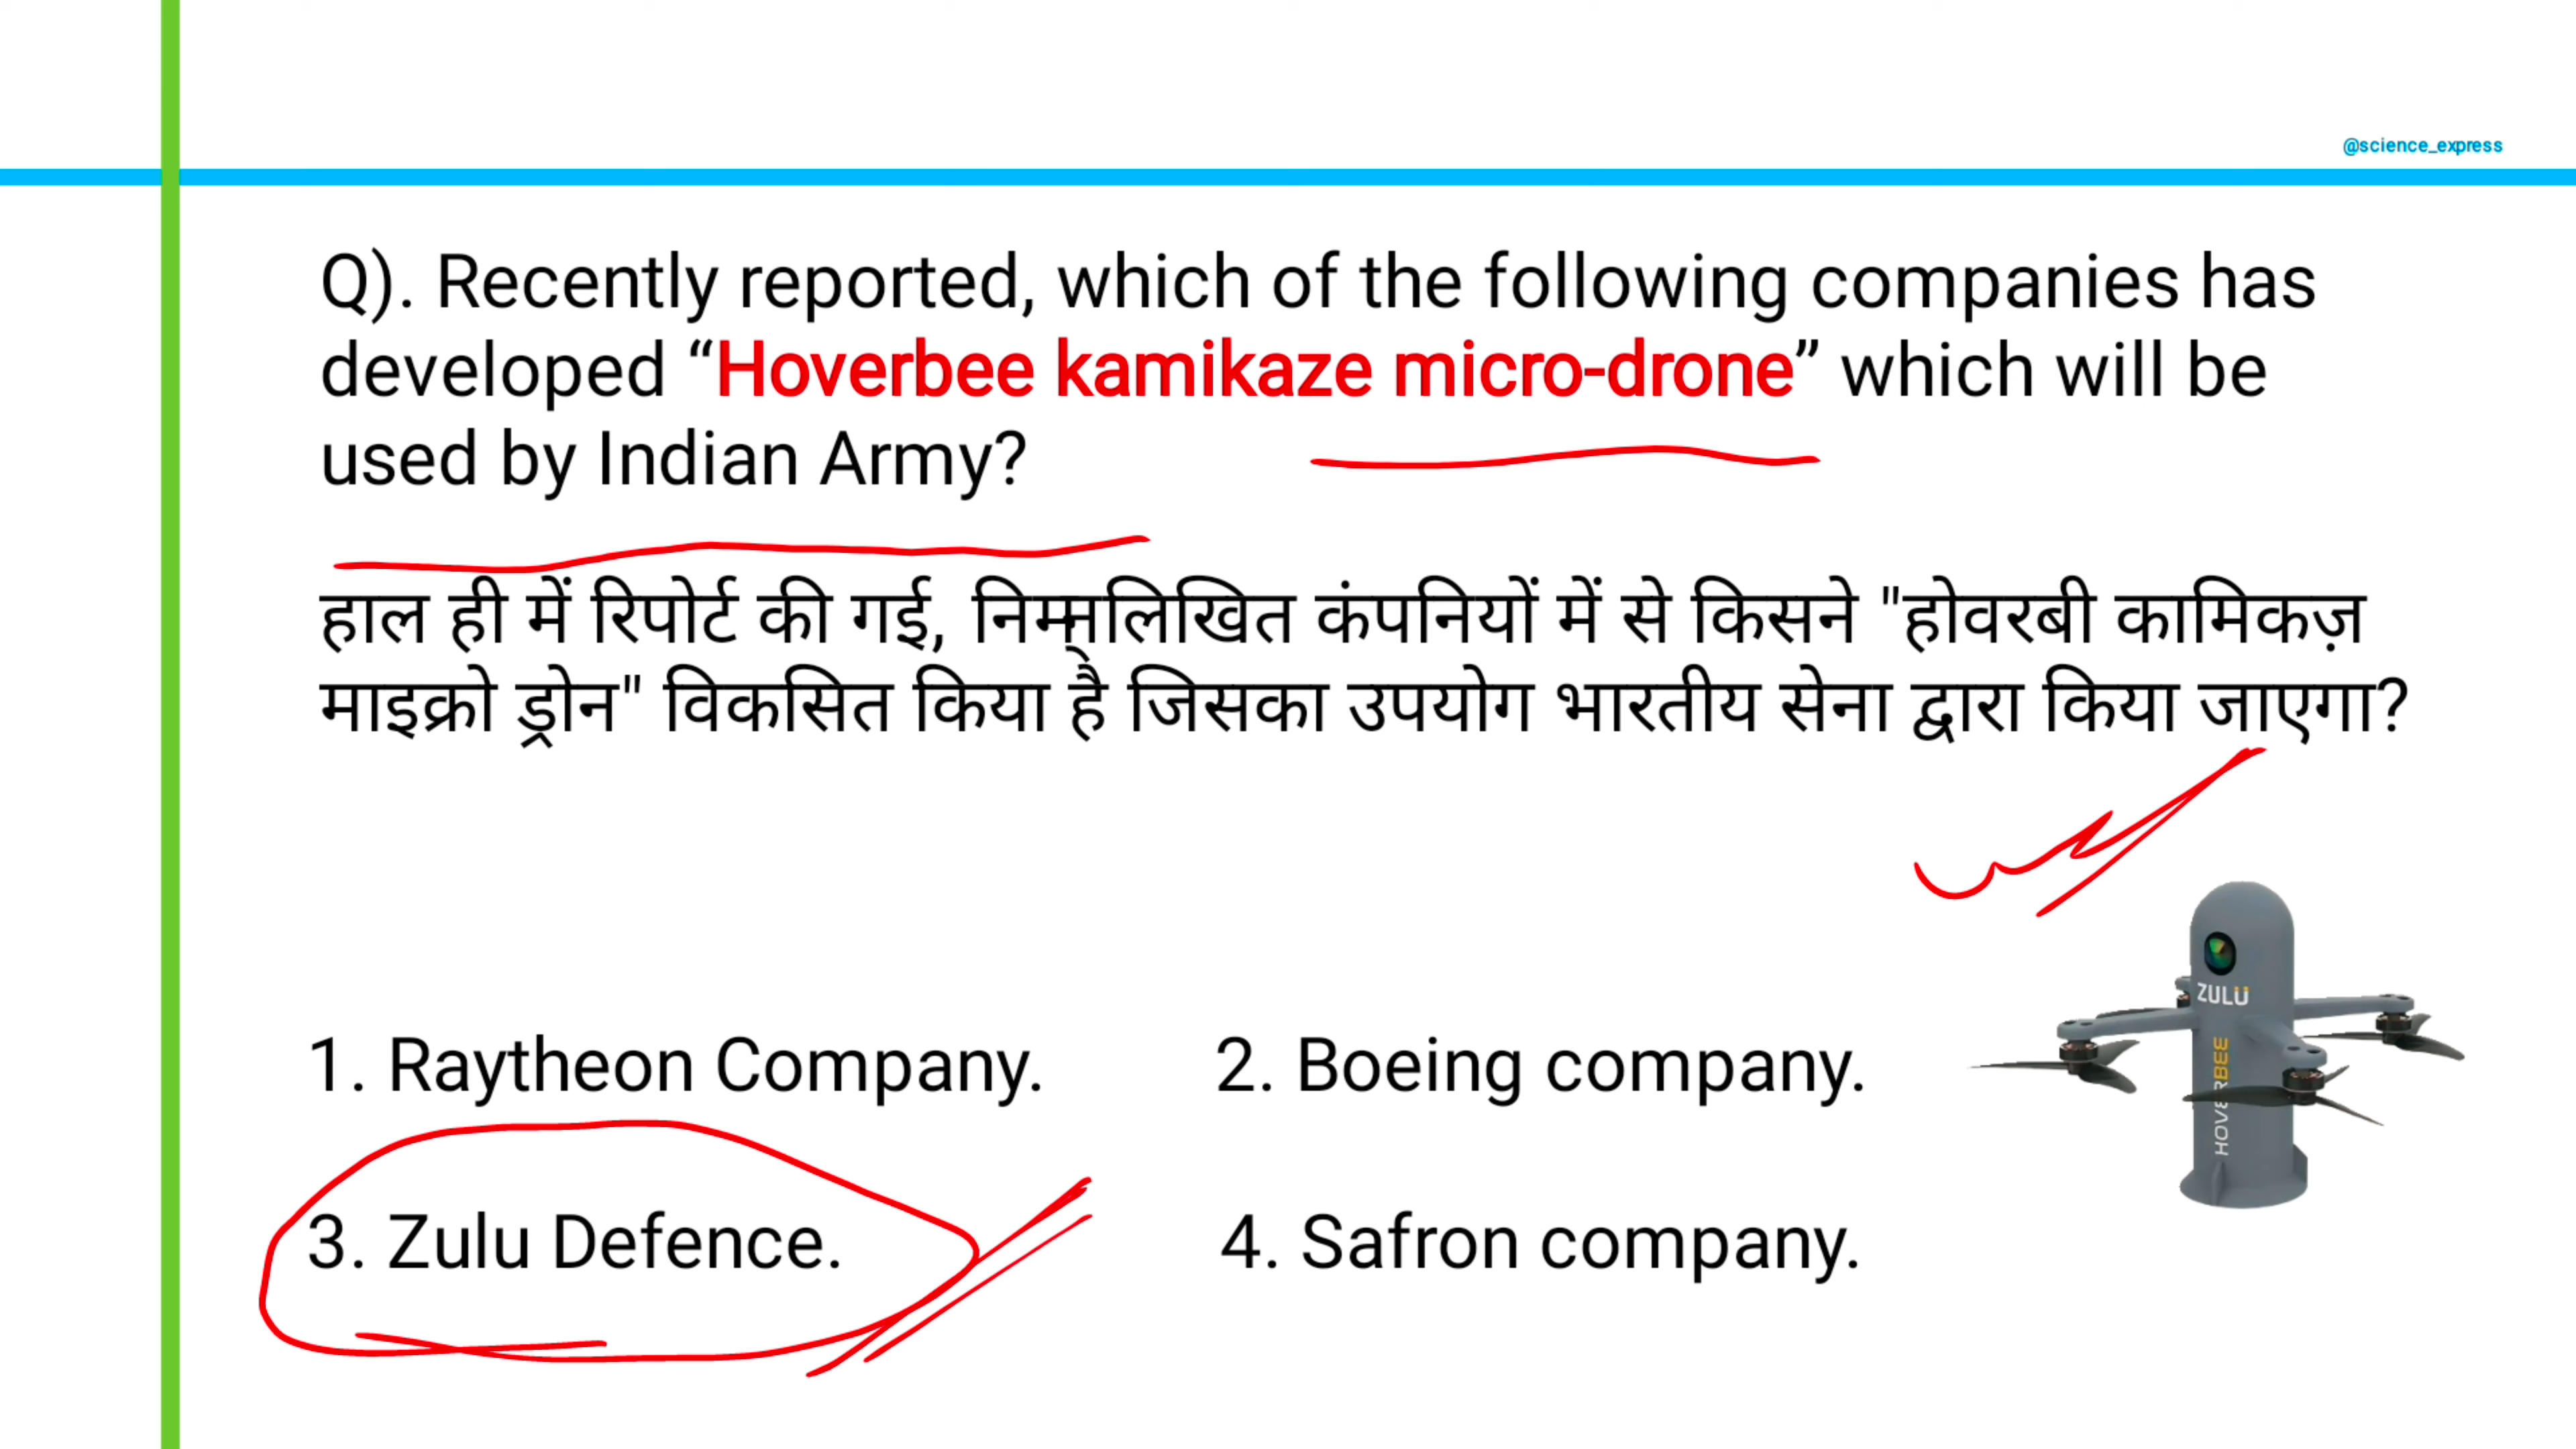 @science_express
Q). Recently reported, which of the following companies has
developed “Hoverbee kamikaze micro-drone” which will be
used by Indian Army?
हाल ही में रिपोर्ट की गई, निम्नलिखित कंपनियों में से किसने "होवरबी कामिकज़
माइक्रो ड्रोन" विकसित किया है जिसका उपयोग भारतीय सेना द्वारा किया जाएगा?
1. Raytheon Company.
2. Boeing company.
3. Zulu Defence.
4. Safron company.
ZULU
HOVERBEE